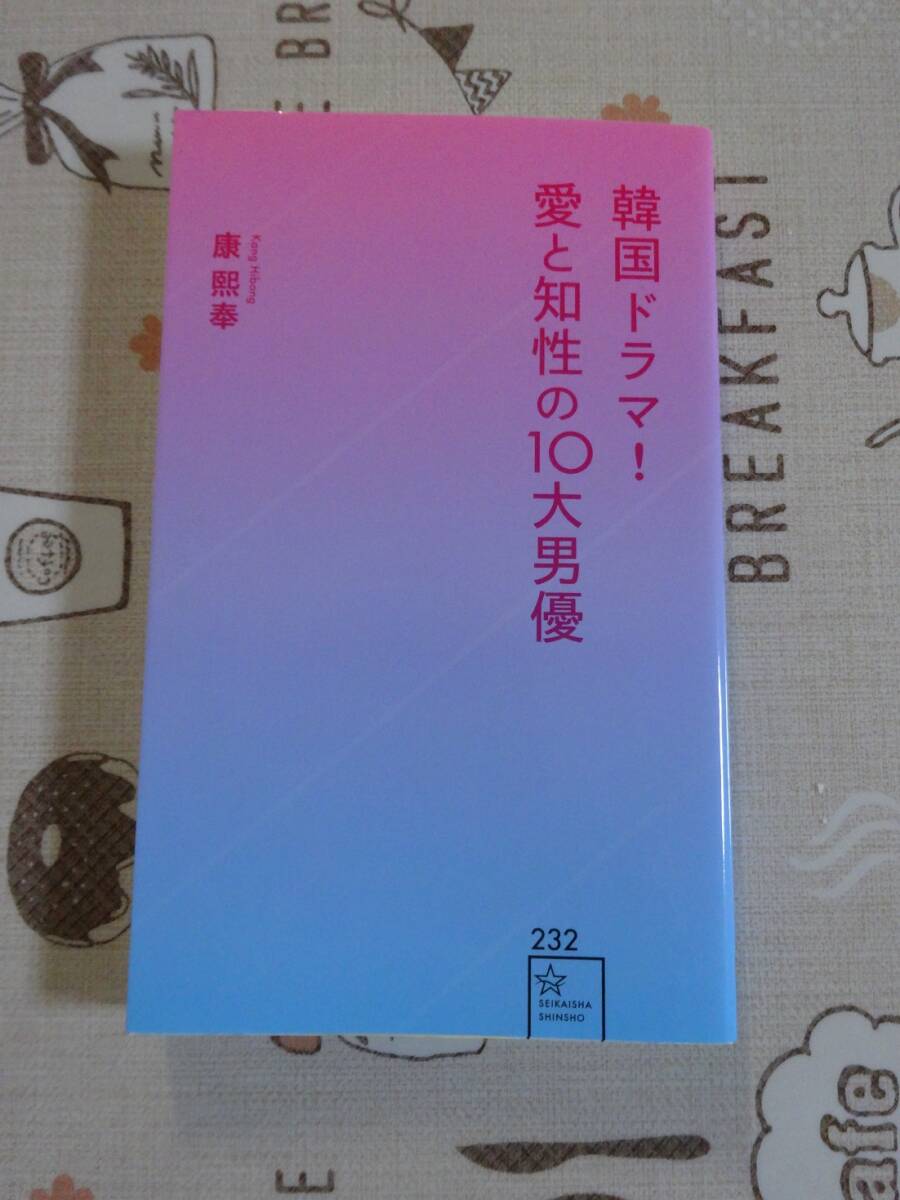 韓国ドラマ!
愛と知性の10大男優
Kang Hibong
康 熙奉
232
SEIKAISHA
SHINSHO
BREAKFAST
BR
E